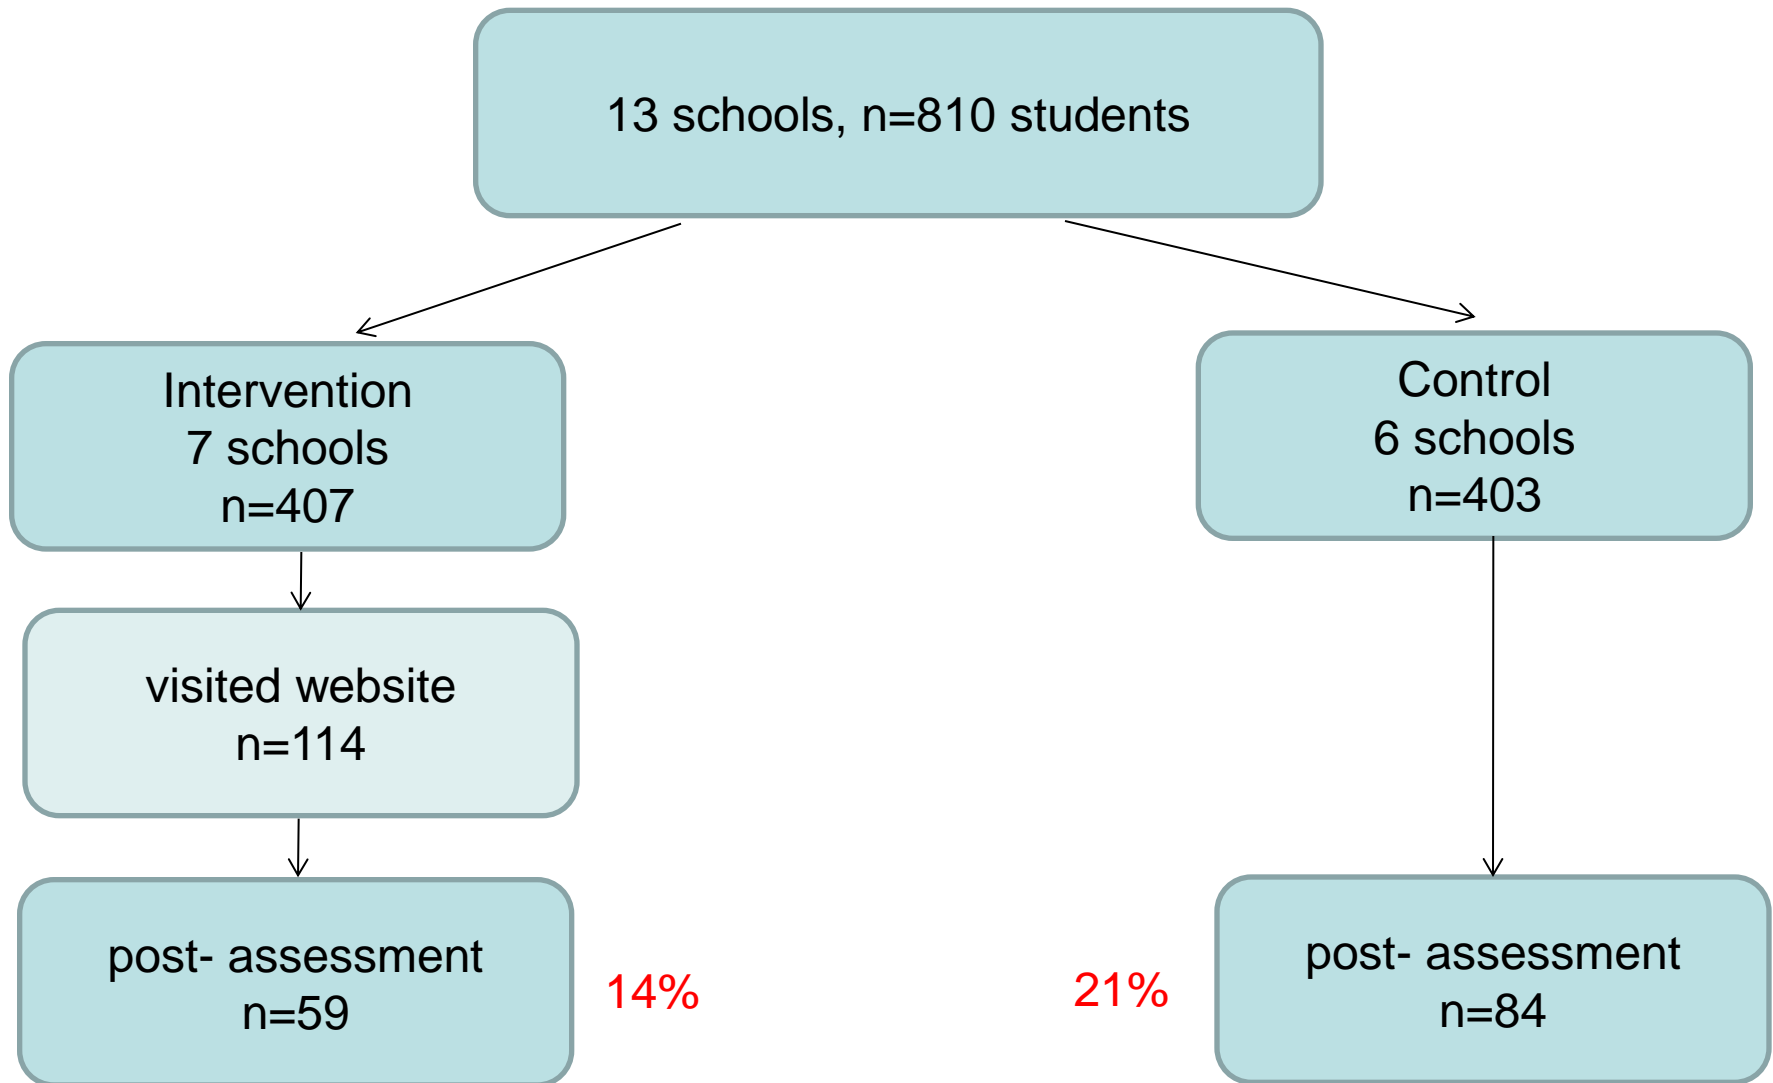 13 schools, n=810 students
Intervention
7 schools
n=407
Control
6 schools
n=403
visited website
n=114
post- assessment
n=59
14%
21%
post- assessment
n=84